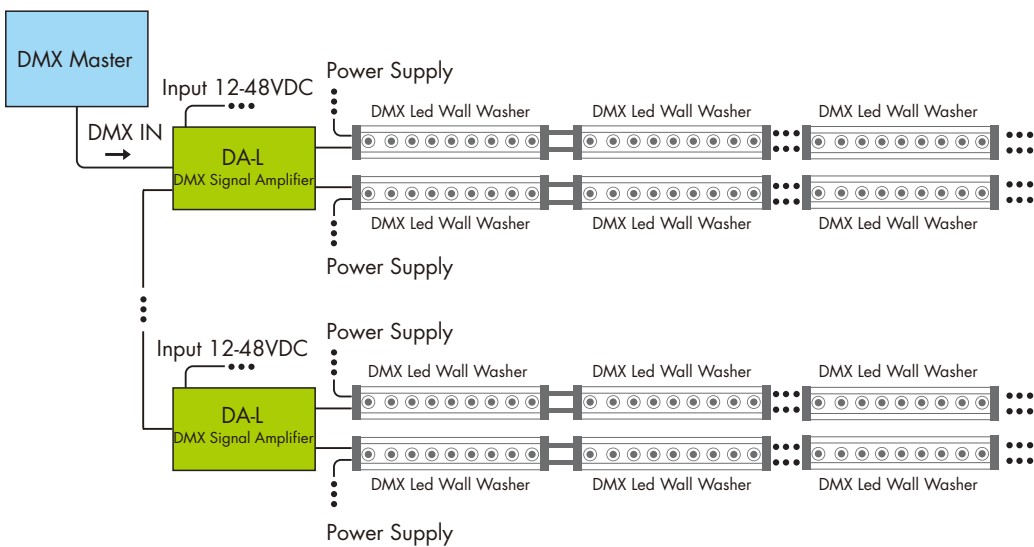 DMX Master
Input 12-48VDC
Power Supply
DMX IN
DA-L
DMX Signal Amplifier
DMX Led Wall Washer
DMX Led Wall Washer
DMX Led Wall Washer
DMX Led Wall Washer
DMX Led Wall Washer
DMX Led Wall Washer
Power Supply
Power Supply
Input 12-48VDC
DA-L
DMX Signal Amplifier
DMX Led Wall Washer
DMX Led Wall Washer
DMX Led Wall Washer
DMX Led Wall Washer
DMX Led Wall Washer
DMX Led Wall Washer
Power Supply